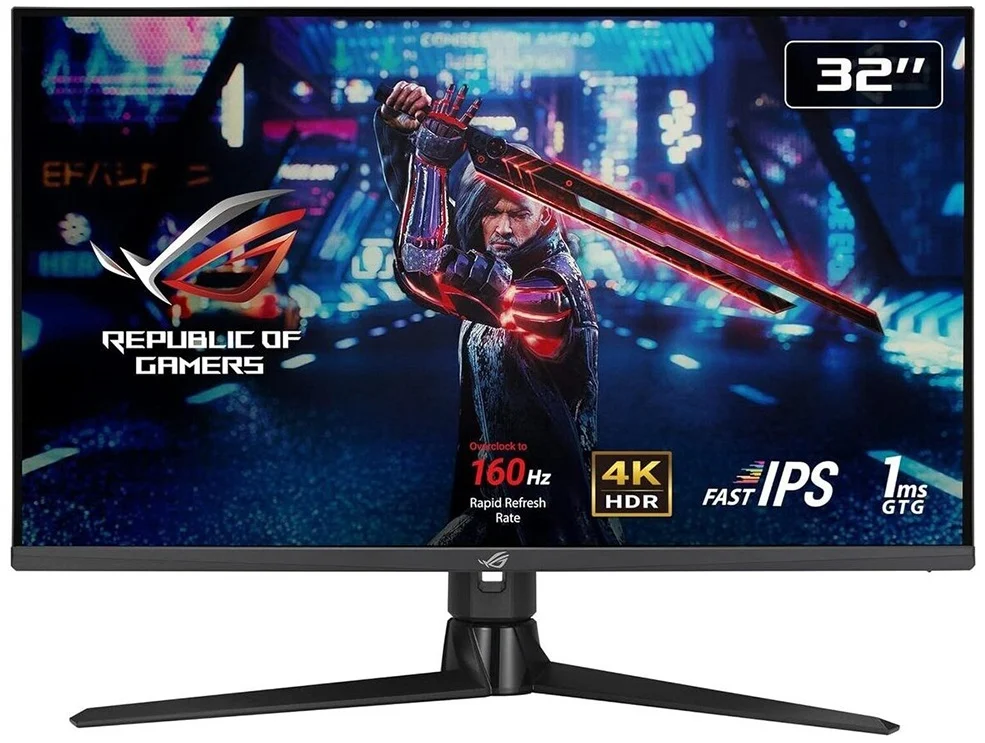 32″
REPUBLIC OF
GAMERS
Overclock to
160Hz
Rapid Refresh
Rate
4K
HDR
FAST IPS
1ms
GTG